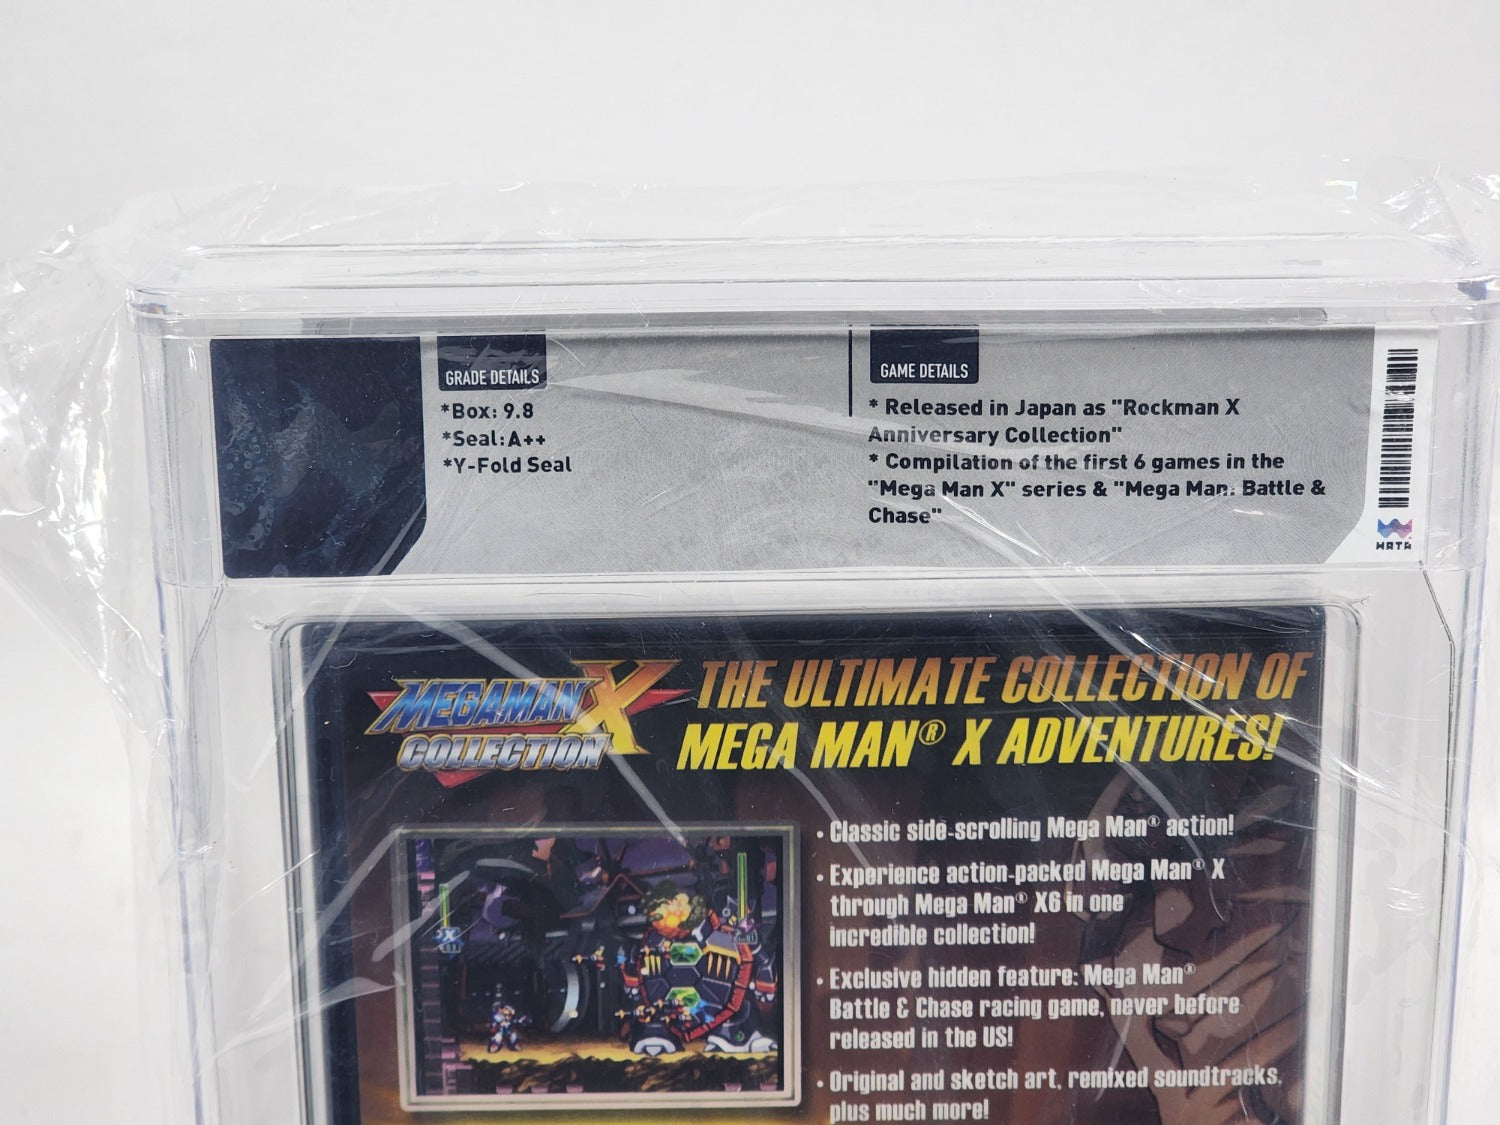 GRADE DETAILS
*Box: 9.8
*Seal: A++
*Y-Fold Seal
GAME DETAILS
* Released in Japan as "Rockman X
Anniversary Collection"
* Compilation of the first 6 games in the
"Mega Man X" series & "Mega Man: Battle &
Chase"
WATA
MEGAMAN X
COLLECTION
THE ULTIMATE COLLECTION OF
MEGA MAN® X ADVENTURES!
• Classic side-scrolling Mega Man® action!
• Experience action-packed Mega Man® X
through Mega Man® X6 in one
incredible collection!
• Exclusive hidden feature: Mega Man®
Battle & Chase racing game, never before
released in the US!
• Original and sketch art, remixed soundtracks,
plus much more!